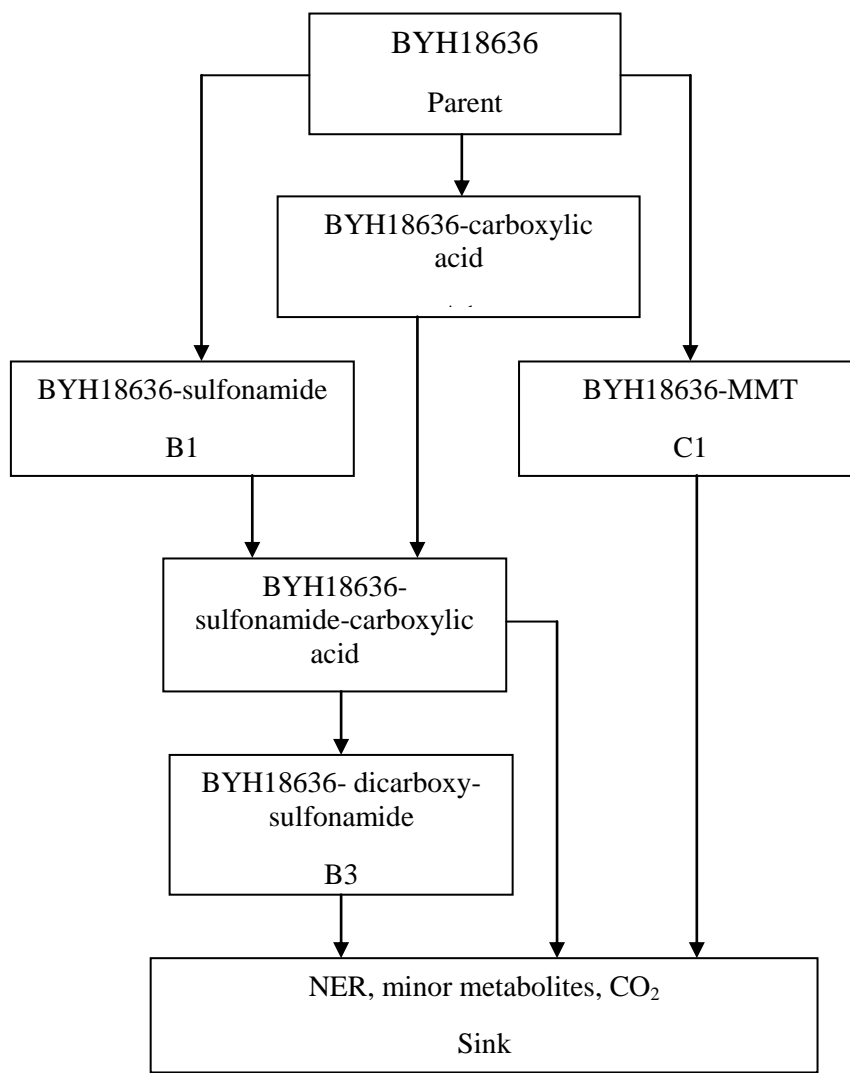 BYH18636
Parent
BYH18636-carboxylic
acid
BYH18636-sulfonamide
B1
BYH18636-MMT
C1
BYH18636-
sulfonamide-carboxylic
acid
BYH18636- dicarboxy-
sulfonamide
B3
NER, minor metabolites, CO₂
Sink